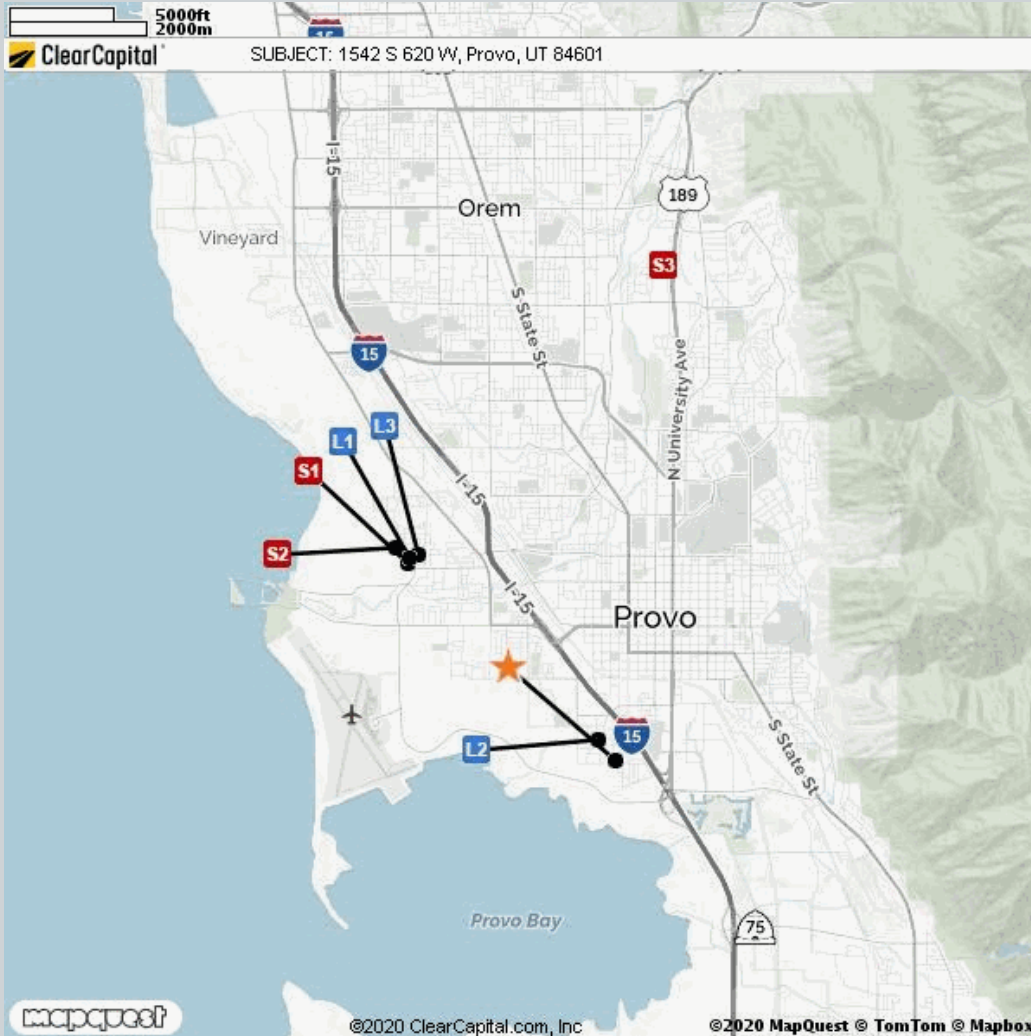 5000ft
2000m
15
ClearCapital
SUBJECT: 1542 S 620 W, Provo, UT 84601
I-15
Orem
189
Vineyard
S3
S State St
15
N University Ave
L3
L1
S1
I-15
S2
I-15
Provo
15
L2
S State St
Provo Bay
75
mapquest
©2020 ClearCapital.com, Inc
©2020 MapQuest © TomTom © Mapbox